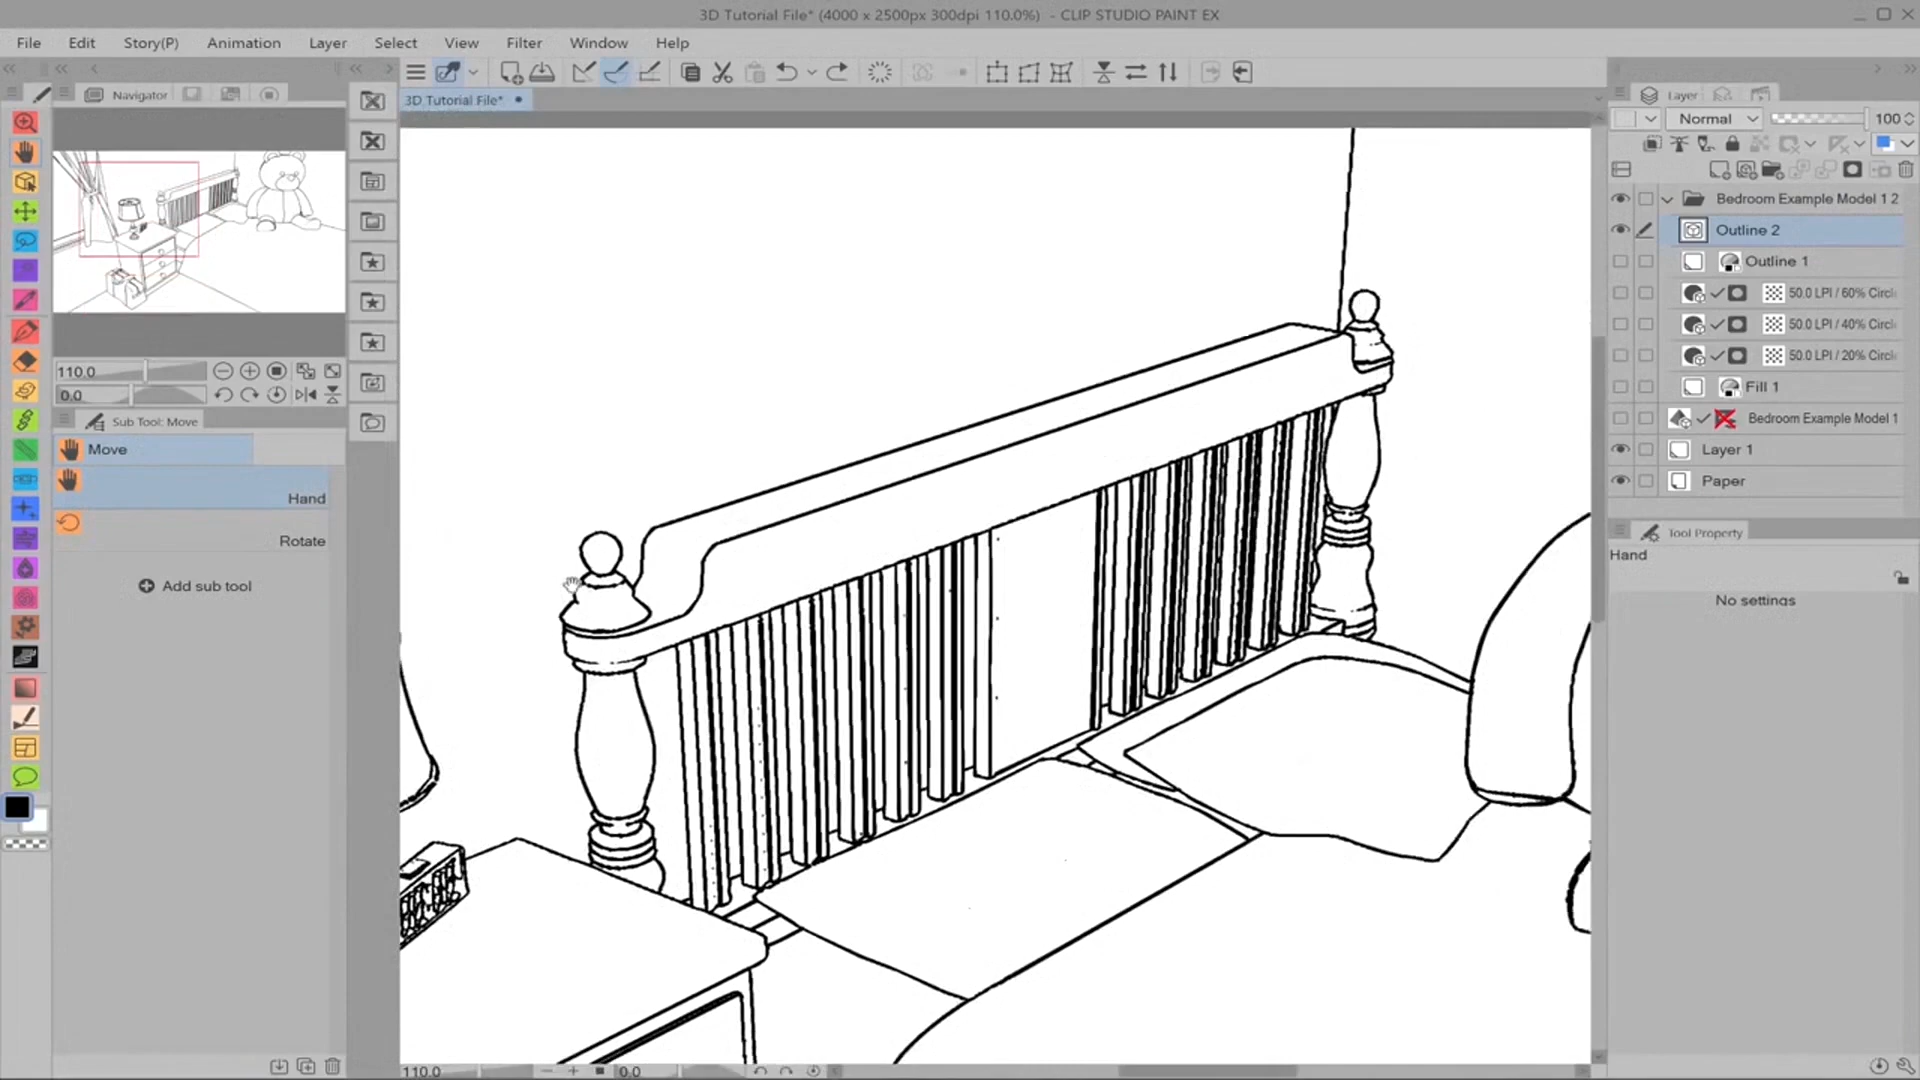 3D Tutorial File* (4000 x 2500px 300dpi 110.0%) - CLIP STUDIO PAINT EX
File Edit Story(P) Animation Layer Select View Filter Window Help
Navigator
3D Tutorial File*
Layer
Normal 100
Bedroom Example Model 1 2
Outline 2
Outline 1
50.0 LPI / 60% Circl
50.0 LPI / 40% Circl
50.0 LPI / 20% Circl
Fill 1
Bedroom Example Model 1
Layer 1
Paper
110.0
0.0
Sub Tool: Move
Move
Hand
Rotate
Add sub tool
Tool Property
Hand
No settings
110.0 0.0